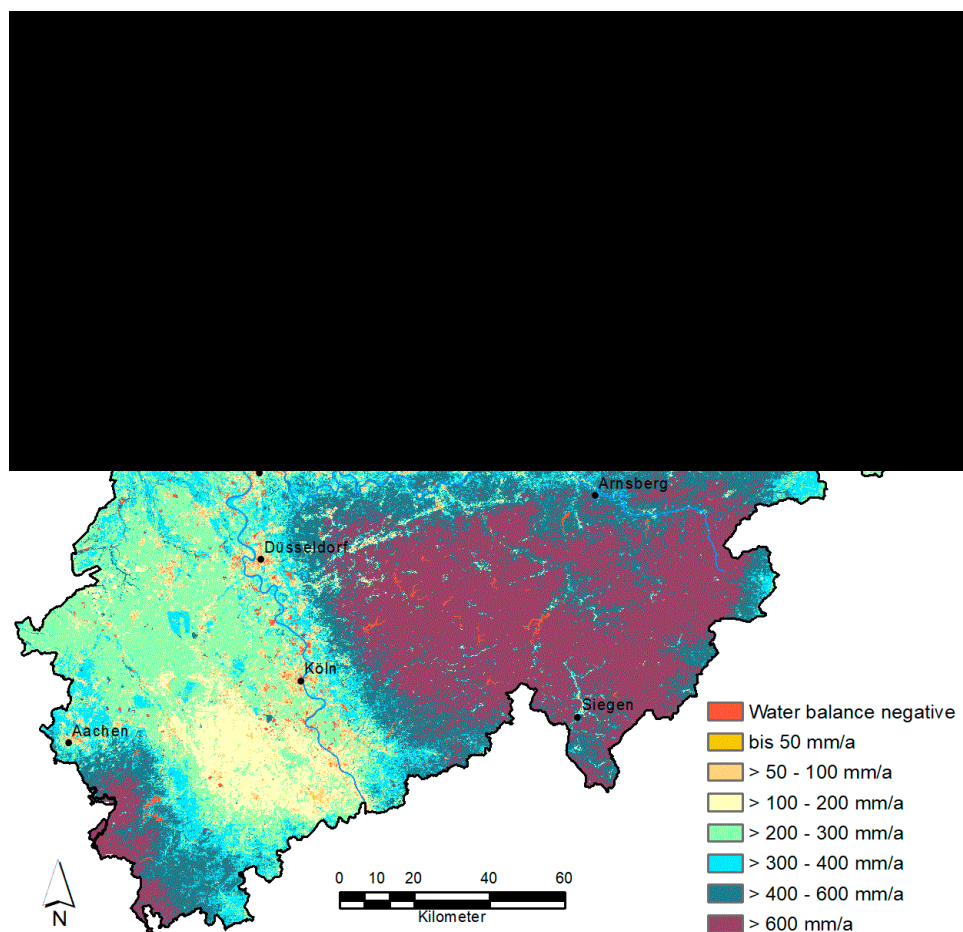 Arnsberg
Düsseldorf
Köln
Siegen
Aachen
Water balance negative
bis 50 mm/a
> 50 - 100 mm/a
> 100 - 200 mm/a
> 200 - 300 mm/a
> 300 - 400 mm/a
> 400 - 600 mm/a
> 600 mm/a
0 10 20 40 60
Kilometer
N